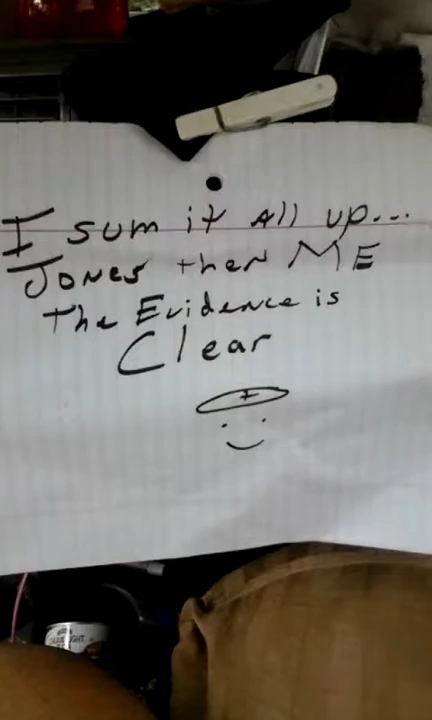 I sum it All up...
Jones then ME
The Evidence is
Clear